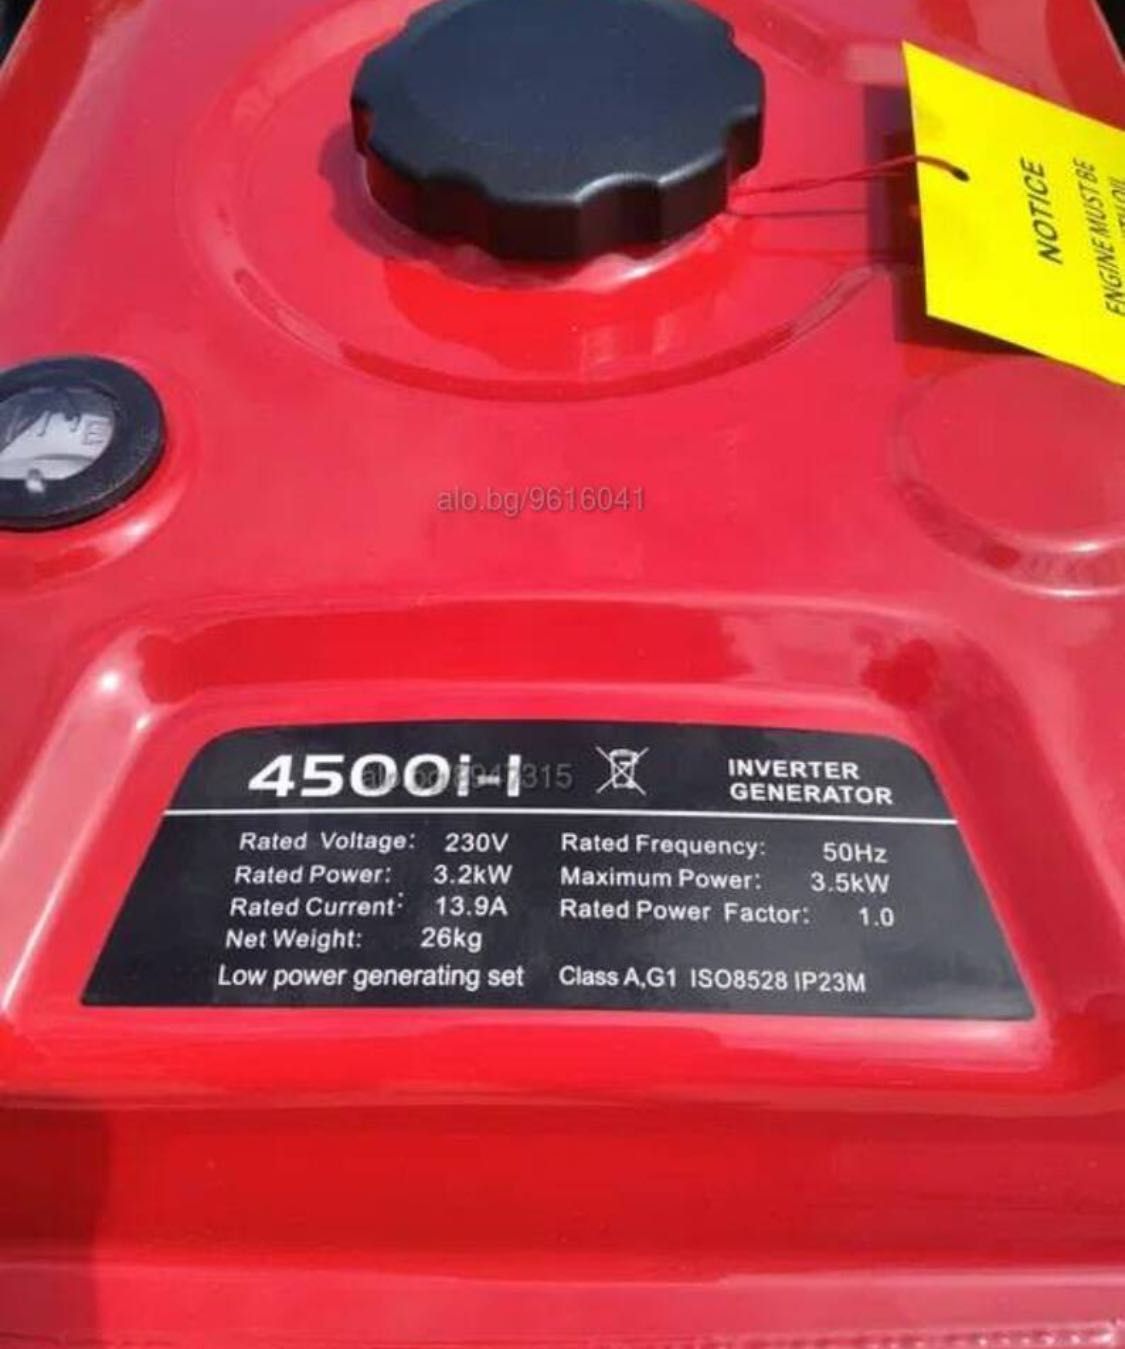 NOTICE
ENGINE MUST BE
E
alo.bg/9616041
4500i-I
INVERTER
GENERATOR
Rated Voltage: 230V
Rated Frequency: 50Hz
Rated Power: 3.2kW
Maximum Power: 3.5kW
Rated Current: 13.9A
Rated Power Factor: 1.0
Net Weight: 26kg
Low power generating set
Class A,G1 ISO8528 IP23M